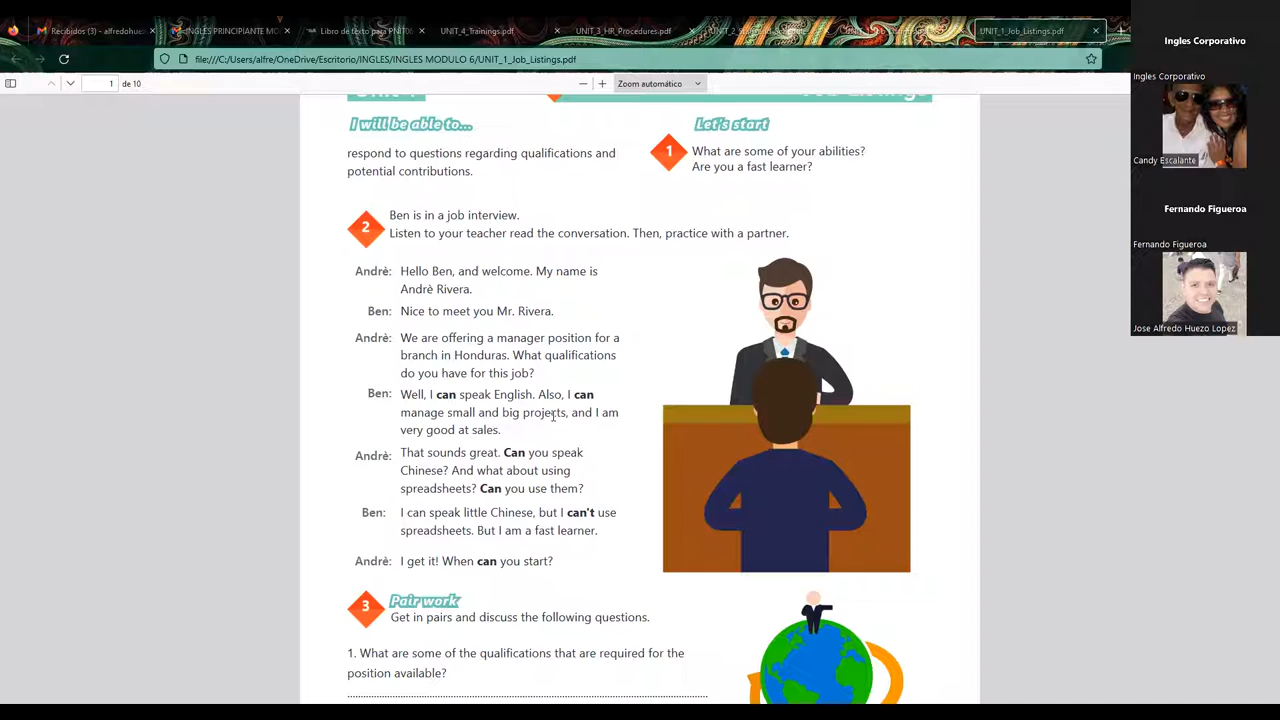 Recibidos (3) - alfredohuc
INGLES PRINCIPIANTE MO
Libro de texto para PNIT06
UNIT_4_Trainings.pdf
UNIT_3_HR_Procedures.pdf
UNIT_1_Job_Listings.pdf
file:///C:/Users/alfre/OneDrive/Escritorio/INGLES/INGLES MODULO 6/UNIT_1_Job_Listings.pdf
1 de 10
Zoom automático
I will be able to...
Let's start
respond to questions regarding qualifications and
potential contributions.
1
What are some of your abilities?
Are you a fast learner?
2
Ben is in a job interview.
Listen to your teacher read the conversation. Then, practice with a partner.
Andrè: Hello Ben, and welcome. My name is
Andrè Rivera.
Ben: Nice to meet you Mr. Rivera.
Andrè: We are offering a manager position for a
branch in Honduras. What qualifications
do you have for this job?
Ben: Well, I can speak English. Also, I can
manage small and big projects, and I am
very good at sales.
Andrè: That sounds great. Can you speak
Chinese? And what about using
spreadsheets? Can you use them?
Ben: I can speak little Chinese, but I can't use
spreadsheets. But I am a fast learner.
Andrè: I get it! When can you start?
3
Pair work
Get in pairs and discuss the following questions.
1. What are some of the qualifications that are required for the
position available?
Ingles Corporativo
Ingles Corporativo
Candy Escalante
Fernando Figueroa
Fernando Figueroa
Jose Alfredo Huezo Lopez